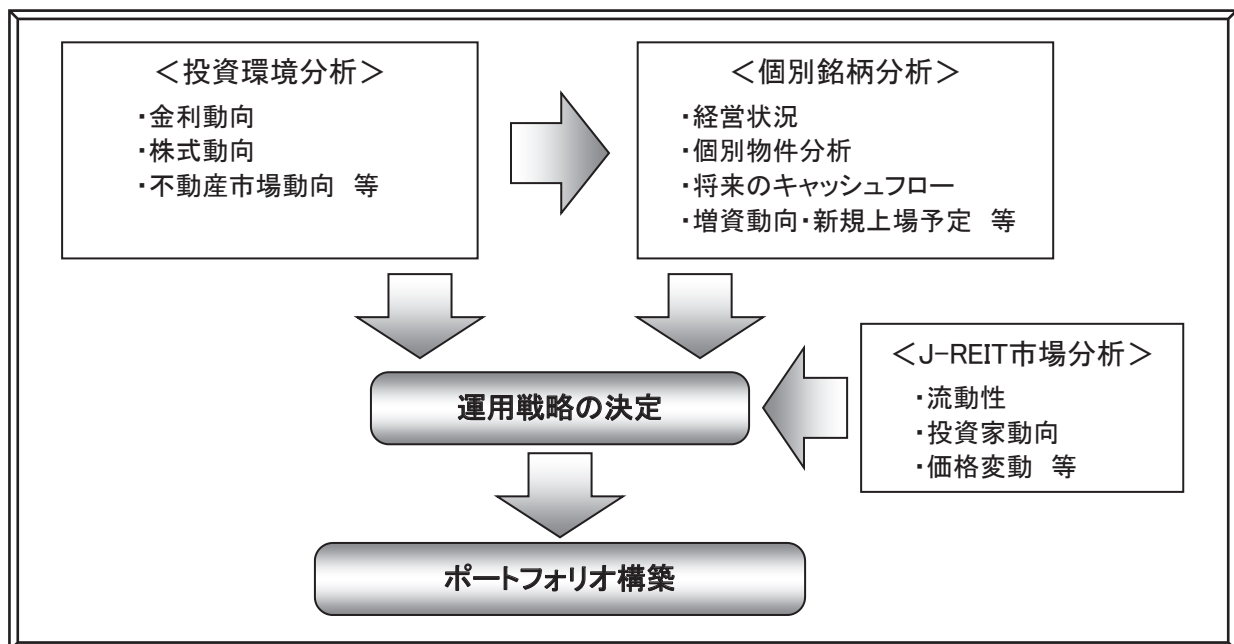 ＜投資環境分析＞
・金利動向
・株式動向
・不動産市場動向　等
＜個別銘柄分析＞
・経営状況
・個別物件分析
・将来のキャッシュフロー
・増資動向・新規上場予定　等
＜J-REIT市場分析＞
・流動性
・投資家動向
・価格変動　等
運用戦略の決定
ポートフォリオ構築